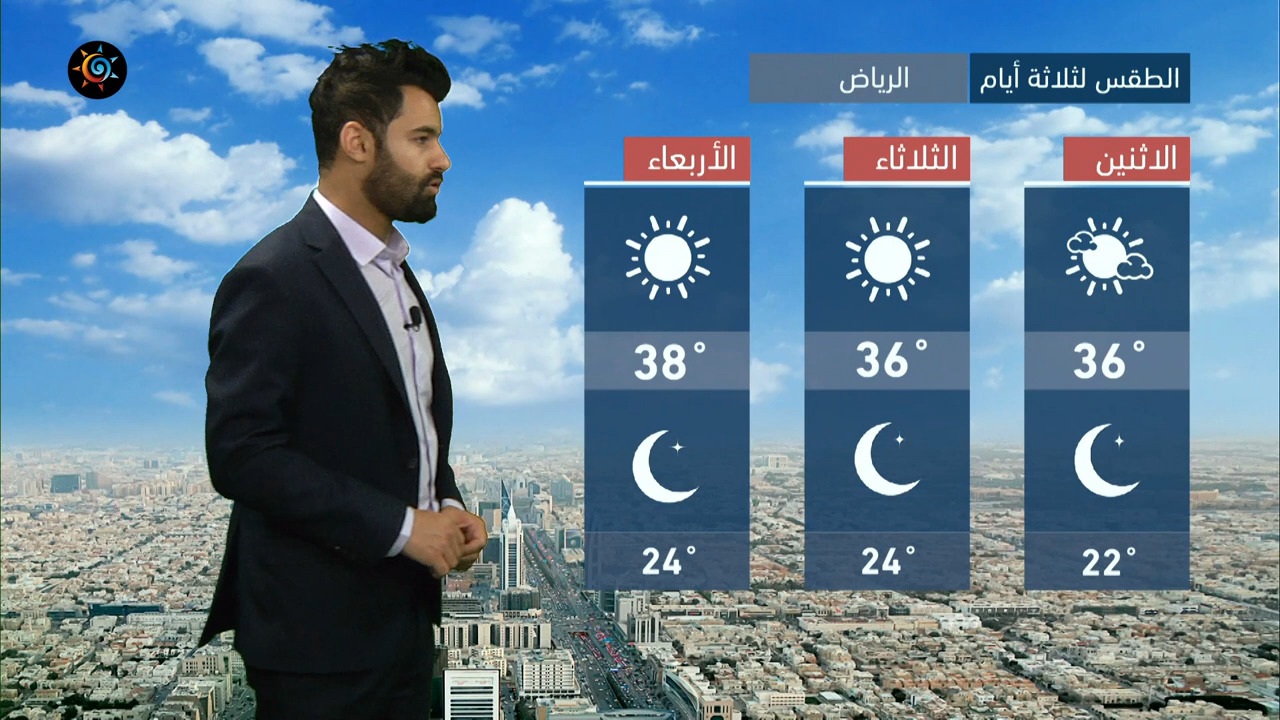 الطقس لثلاثة أيام
الرياض
الاثنين
36°
22°
الثلاثاء
36°
24°
الأربعاء
38°
24°